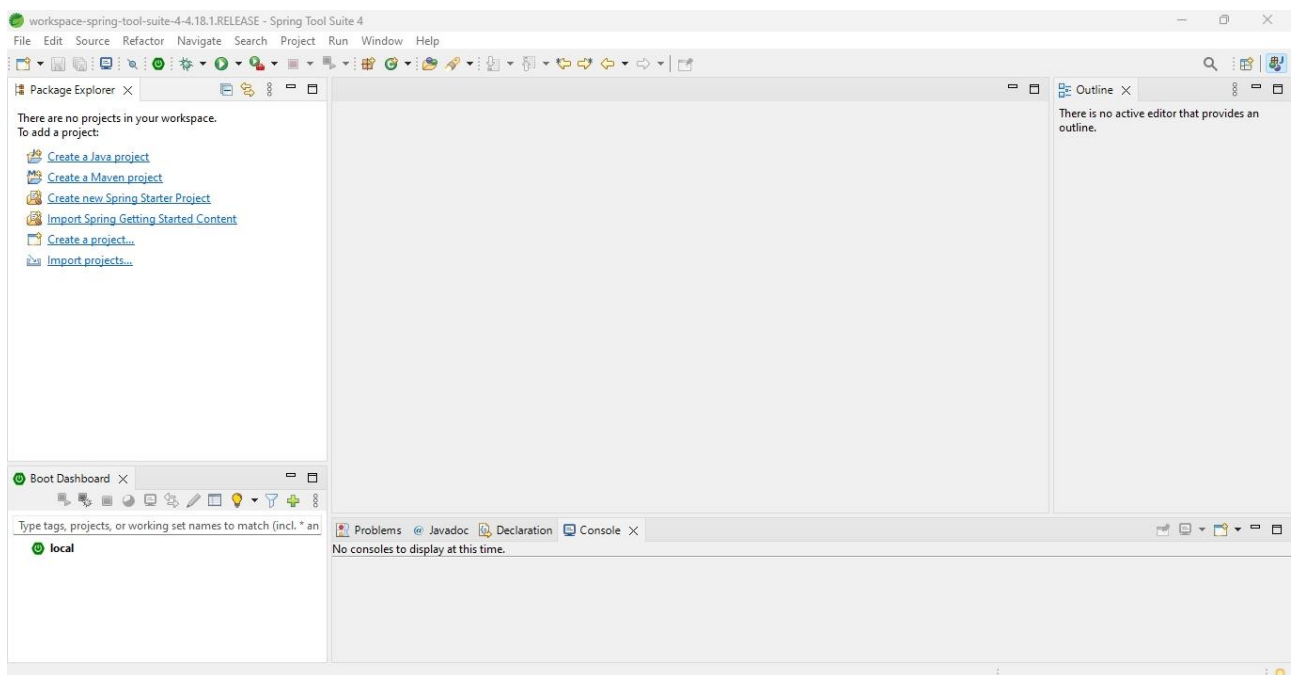 workspace-spring-tool-suite-4-4.18.1.RELEASE - Spring Tool Suite 4
File Edit Source Refactor Navigate Search Project Run Window Help
Package Explorer
There are no projects in your workspace.
To add a project:
Create a Java project
Create a Maven project
Create new Spring Starter Project
Import Spring Getting Started Content
Create a project...
Import projects...
Outline
There is no active editor that provides an
outline.
Boot Dashboard
Type tags, projects, or working set names to match (incl. * an
local
Problems @ Javadoc Declaration Console
No consoles to display at this time.